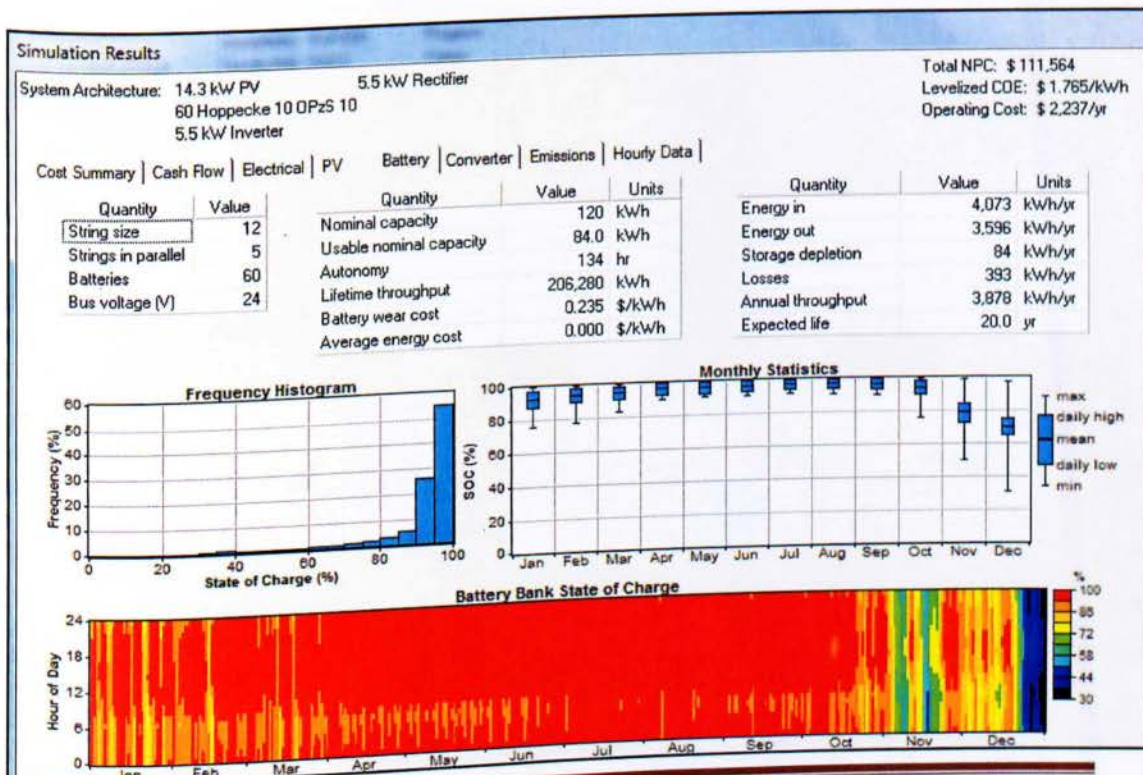 Simulation Results
System Architecture: 14.3 kW PV 5.5 kW Rectifier
60 Hoppecke 10 OPzS 10
5.5 kW Inverter
Total NPC: $ 111,564
Levelized COE: $ 1.765/kWh
Operating Cost: $ 2,237/yr
Cost Summary | Cash Flow | Electrical | PV Battery | Converter | Emissions | Hourly Data |
Quantity Value
String size 12
Strings in parallel 5
Batteries 60
Bus voltage (V) 24
Quantity Value Units
Nominal capacity 120 kWh
Usable nominal capacity 84.0 kWh
Autonomy 134 hr
Lifetime throughput 206,280 kWh
Battery wear cost 0.235 $/kWh
Average energy cost 0.000 $/kWh
Quantity Value Units
Energy in 4,073 kWh/yr
Energy out 3,596 kWh/yr
Storage depletion 84 kWh/yr
Losses 393 kWh/yr
Annual throughput 3,878 kWh/yr
Expected life 20.0 yr
Frequency Histogram
Frequency (%)
60
50
40
30
20
10
0
0 20 40 60 80 100
State of Charge (%)
Monthly Statistics
SOC (%)
100
80
60
40
20
0
Jan Feb Mar Apr May Jun Jul Aug Sep Oct Nov Dec
max
daily high
mean
daily low
min
Battery Bank State of Charge
Hour of Day
24
18
12
6
0
Jan Feb Mar Apr May Jun Jul Aug Sep Oct Nov Dec
%
100
86
72
58
44
30